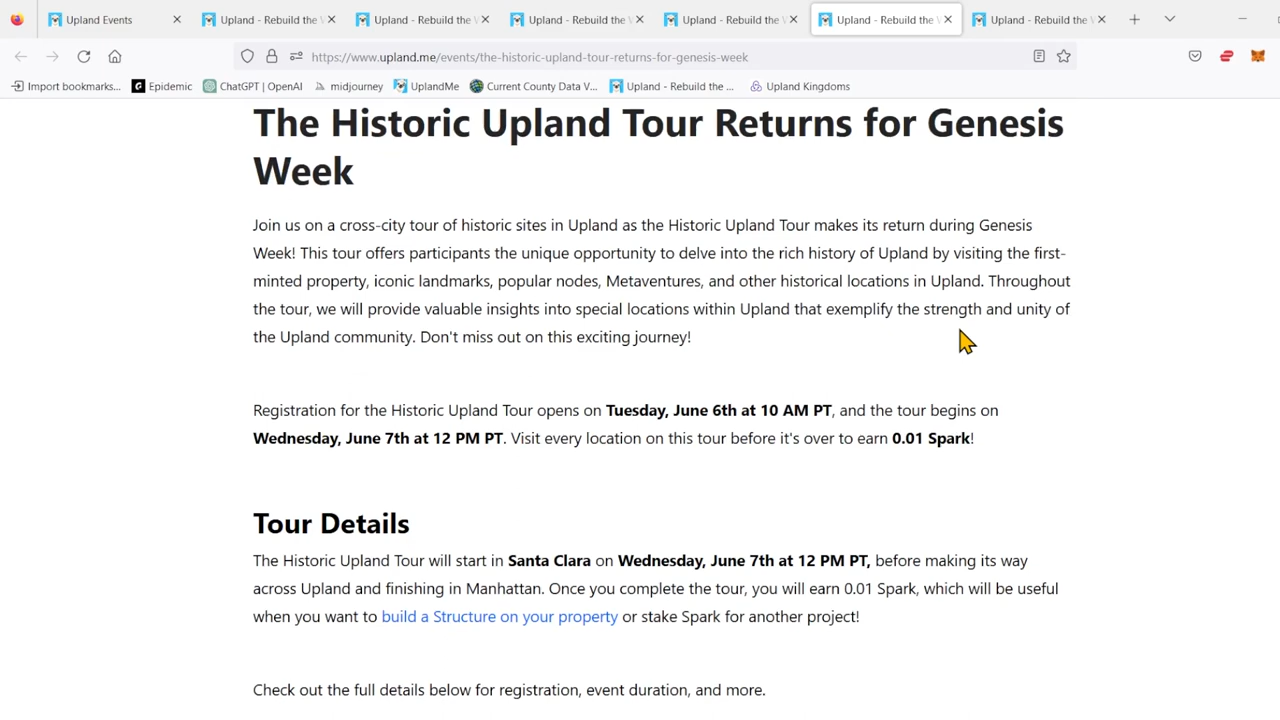 Upland Events
Upland - Rebuild the
Upland - Rebuild the
Upland - Rebuild the
Upland - Rebuild the
Upland - Rebuild the
Upland - Rebuild the
https://www.upland.me/events/the-historic-upland-tour-returns-for-genesis-week
Import bookmarks...
Epidemic
ChatGPT | OpenAI
midjourney
UplandMe
Current County Data V...
Upland - Rebuild the ...
Upland Kingdoms
The Historic Upland Tour Returns for Genesis
Week
Join us on a cross-city tour of historic sites in Upland as the Historic Upland Tour makes its return during Genesis
Week! This tour offers participants the unique opportunity to delve into the rich history of Upland by visiting the first-
minted property, iconic landmarks, popular nodes, Metaventures, and other historical locations in Upland. Throughout
the tour, we will provide valuable insights into special locations within Upland that exemplify the strength and unity of
the Upland community. Don't miss out on this exciting journey!
Registration for the Historic Upland Tour opens on Tuesday, June 6th at 10 AM PT, and the tour begins on
Wednesday, June 7th at 12 PM PT. Visit every location on this tour before it's over to earn 0.01 Spark!
Tour Details
The Historic Upland Tour will start in Santa Clara on Wednesday, June 7th at 12 PM PT, before making its way
across Upland and finishing in Manhattan. Once you complete the tour, you will earn 0.01 Spark, which will be useful
when you want to build a Structure on your property or stake Spark for another project!
Check out the full details below for registration, event duration, and more.